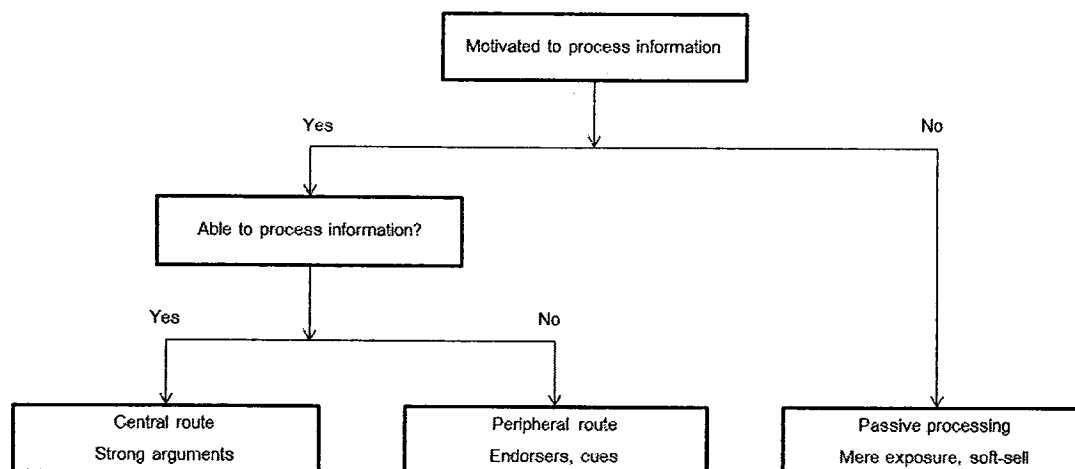 Motivated to process information
Yes
No
Able to process information?
Yes
No
Central route
Strong arguments
Peripheral route
Endorsers, cues
Passive processing
Mere exposure, soft-sell